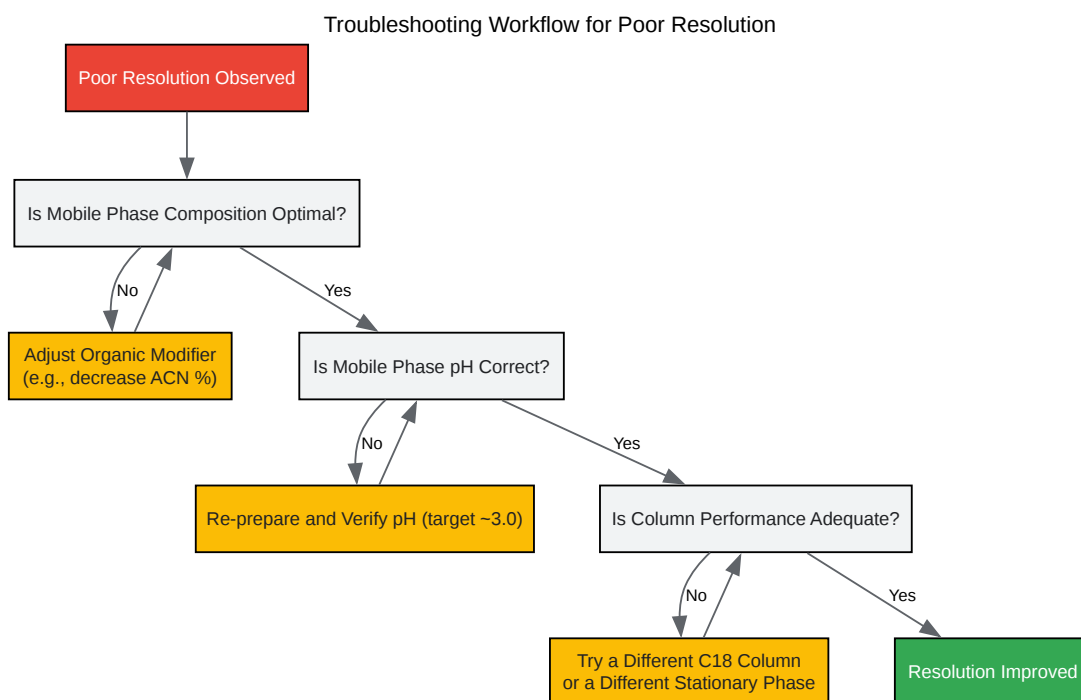 Troubleshooting Workflow for Poor Resolution
Poor Resolution Observed
Is Mobile Phase Composition Optimal?
No
Yes
Adjust Organic Modifier
(e.g., decrease ACN %)
Is Mobile Phase pH Correct?
No
Yes
Re-prepare and Verify pH (target ~3.0)
Is Column Performance Adequate?
No
Yes
Try a Different C18 Column
or a Different Stationary Phase
Resolution Improved